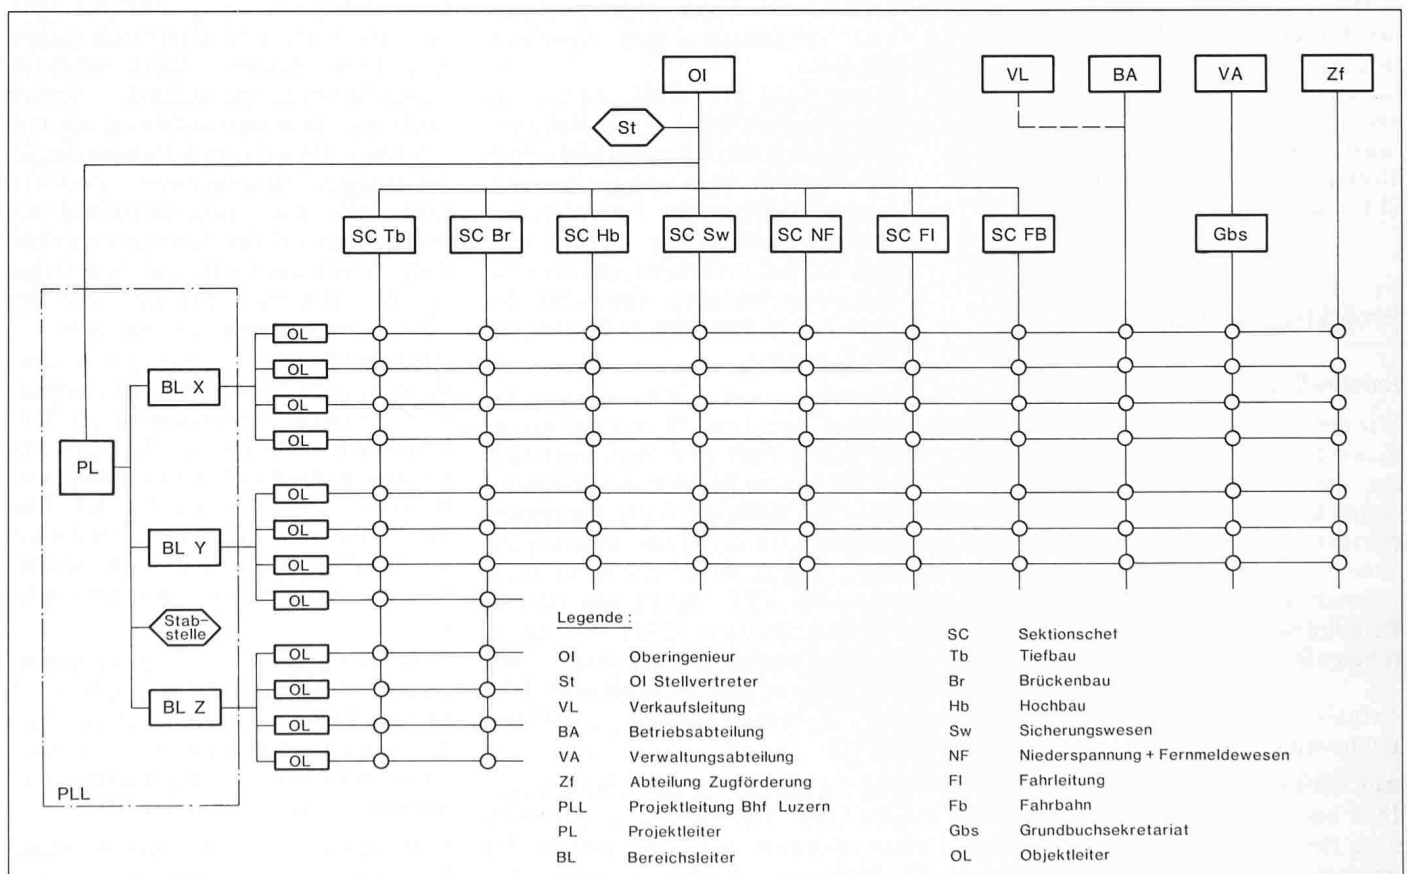 OI VL BA VA Zf
St
SC Tb SC Br SC Hb SC Sw SC NF SC Fl SC FB Gbs
OL
OL
BL X
OL
OL
PL
OL
OL
BL Y
OL
OL
Stab-
stelle
OL
OL
BL Z
OL
OL
PLL
Legende :
OI Oberingenieur
St OI Stellvertreter
VL Verkaufsleitung
BA Betriebsabteilung
VA Verwaltungsabteilung
Zf Abteilung Zugförderung
PLL Projektleitung Bhf Luzern
PL Projektleiter
BL Bereichsleiter
SC Sektionschef
Tb Tiefbau
Br Brückenbau
Hb Hochbau
Sw Sicherungswesen
NF Niederspannung + Fernmeldewesen
Fl Fahrleitung
Fb Fahrbahn
Gbs Grundbuchsekretariat
OL Objektleiter